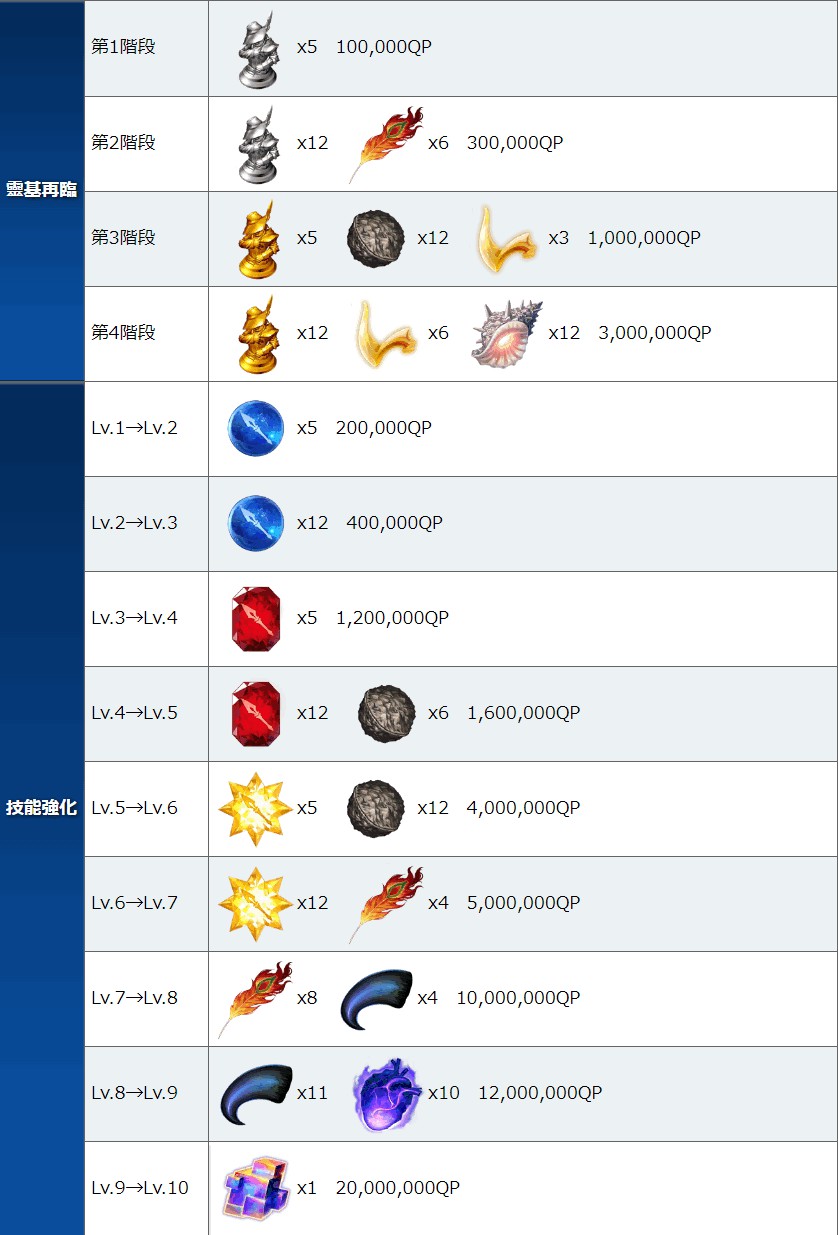 靈基再臨
第1階段 x5 100,000QP
第2階段 x12 x6 300,000QP
第3階段 x5 x12 x3 1,000,000QP
第4階段 x12 x6 x12 3,000,000QP
技能強化
Lv.1→Lv.2 x5 200,000QP
Lv.2→Lv.3 x12 400,000QP
Lv.3→Lv.4 x5 1,200,000QP
Lv.4→Lv.5 x12 x6 1,600,000QP
Lv.5→Lv.6 x5 x12 4,000,000QP
Lv.6→Lv.7 x12 x4 5,000,000QP
Lv.7→Lv.8 x8 x4 10,000,000QP
Lv.8→Lv.9 x11 x10 12,000,000QP
Lv.9→Lv.10 x1 20,000,000QP